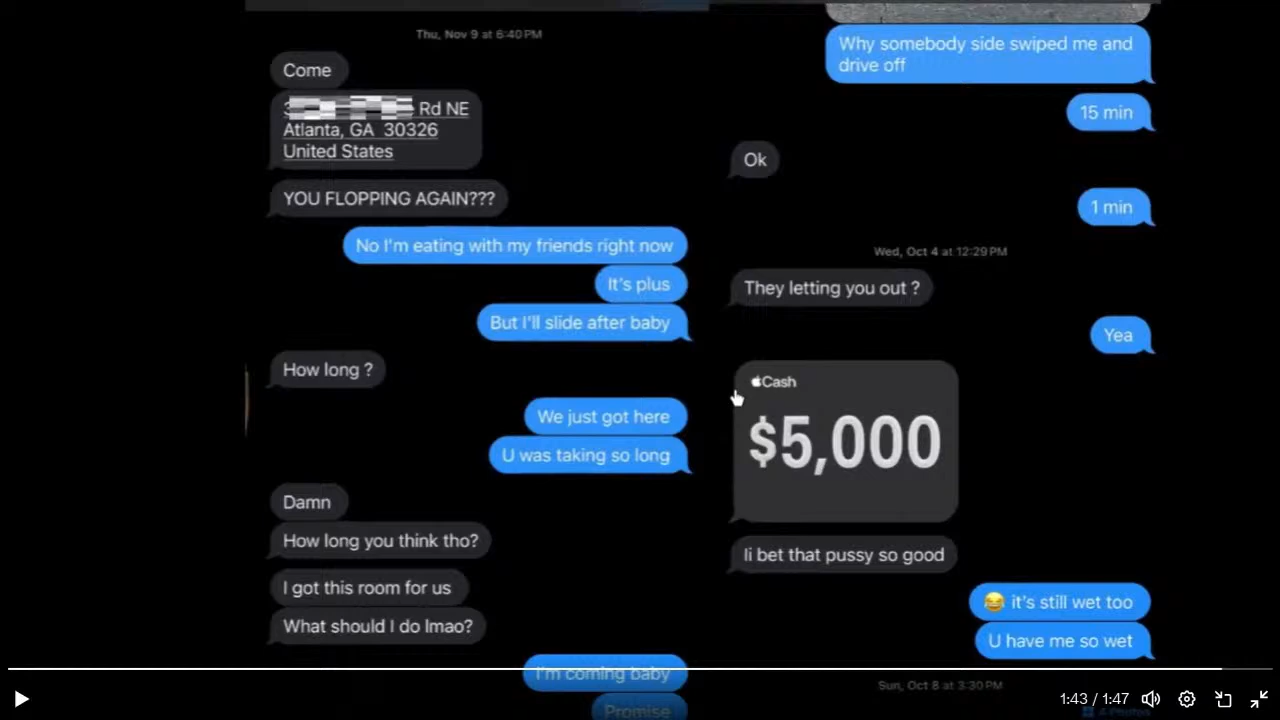 Thu, Nov 9 at 6:40 PM
Come
Rd NE
Atlanta, GA 30326
United States
YOU FLOPPING AGAIN???
No I'm eating with my friends right now
It's plus
But I'll slide after baby
How long ?
We just got here
U was taking so long
Damn
How long you think tho?
I got this room for us
What should I do lmao?
I'm coming baby
Promise
Why somebody side swiped me and
drive off
15 min
Ok
1 min
Wed, Oct 4 at 12:29 PM
They letting you out ?
Yea
Cash
$5,000
Ii bet that pussy so good
😂 it's still wet too
U have me so wet
Sun, Oct 8 at 3:30 PM
1:43 / 1:47